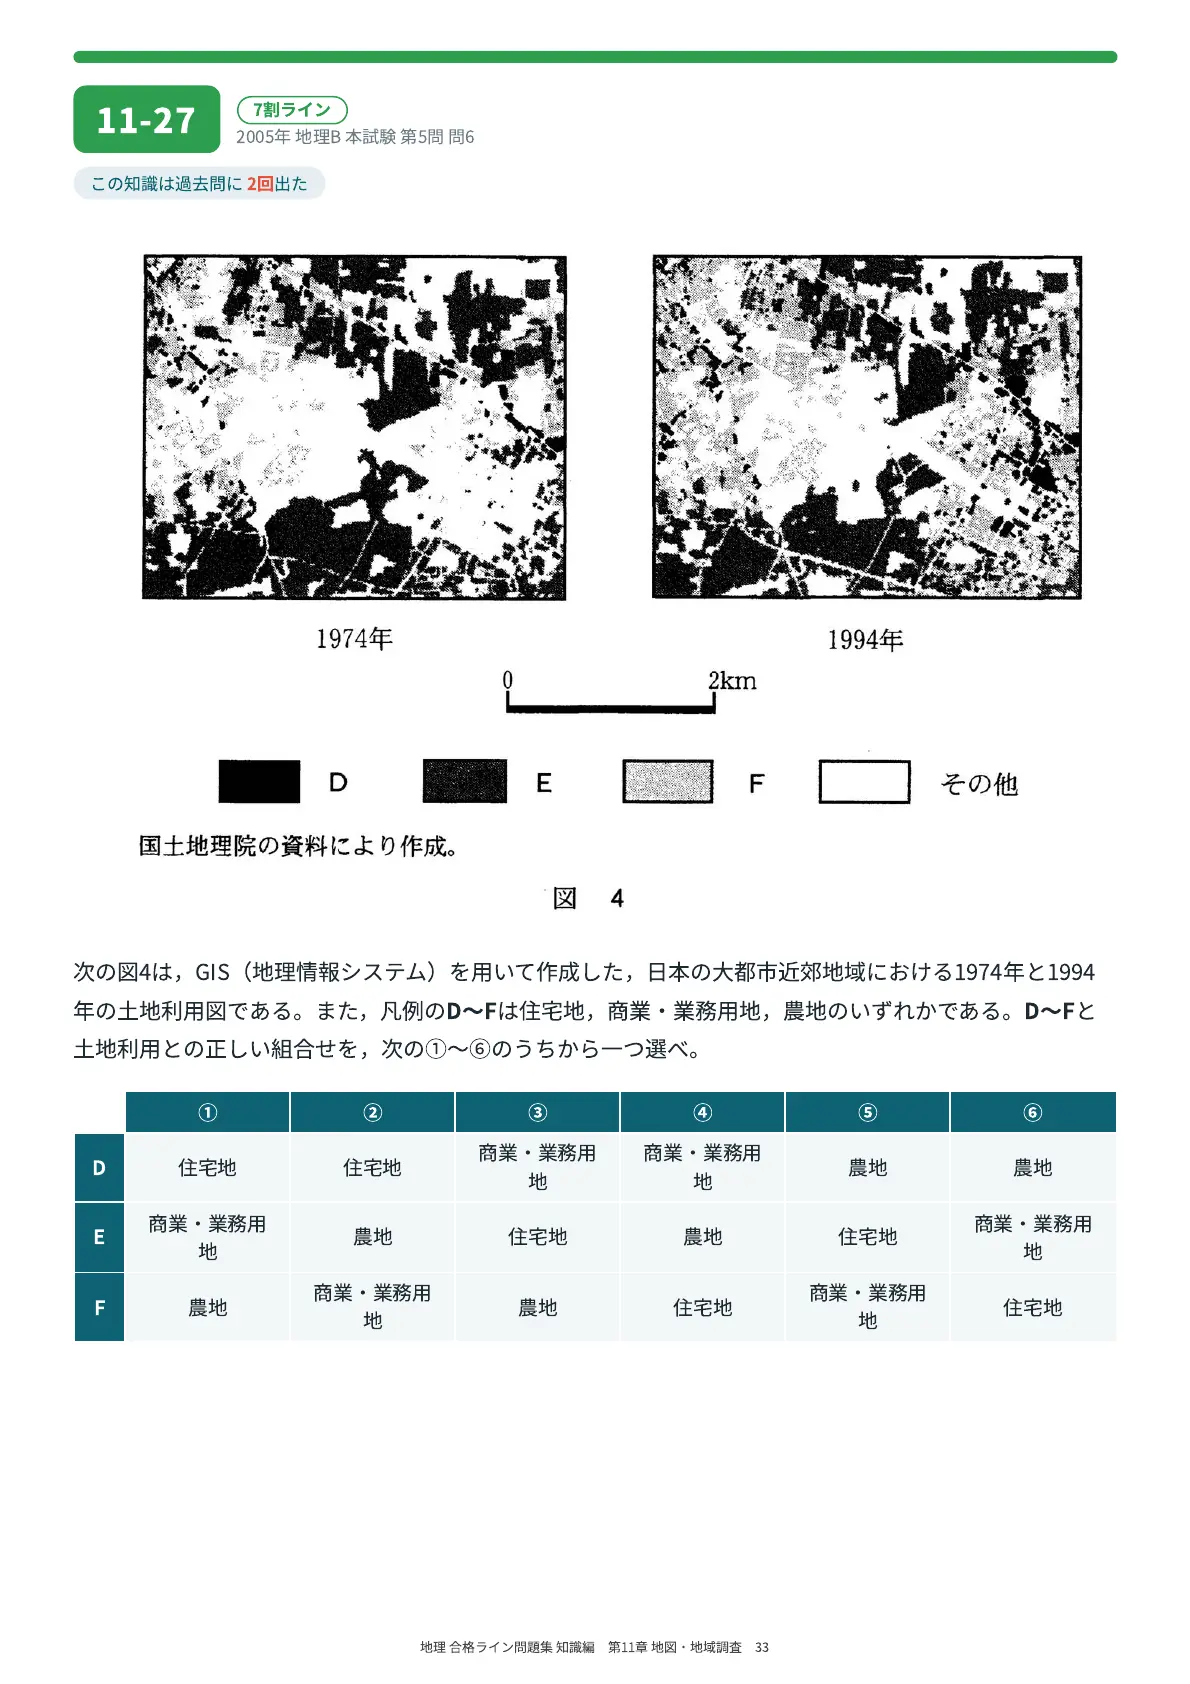 11-27
7割ライン
2005年 地理B 本試験 第5問 問6
この知識は過去問に 2回出た
1974年
1994年
0 2km
D E F その他
国土地理院の資料により作成。
図 4
次の図4は，GIS（地理情報システム）を用いて作成した，日本の大都市近郊地域における1974年と1994
年の土地利用図である。また，凡例のD〜Fは住宅地，商業・業務用地，農地のいずれかである。D〜Fと
土地利用との正しい組合せを，次の①〜⑥のうちから一つ選べ。
① ② ③ ④ ⑤ ⑥
D 住宅地 住宅地 商業・業務用地 商業・業務用地 農地 農地
E 商業・業務用地 農地 住宅地 農地 住宅地 商業・業務用地
F 農地 商業・業務用地 農地 住宅地 商業・業務用地 住宅地
地理 合格ライン問題集 知識編 第11章 地図・地域調査 33